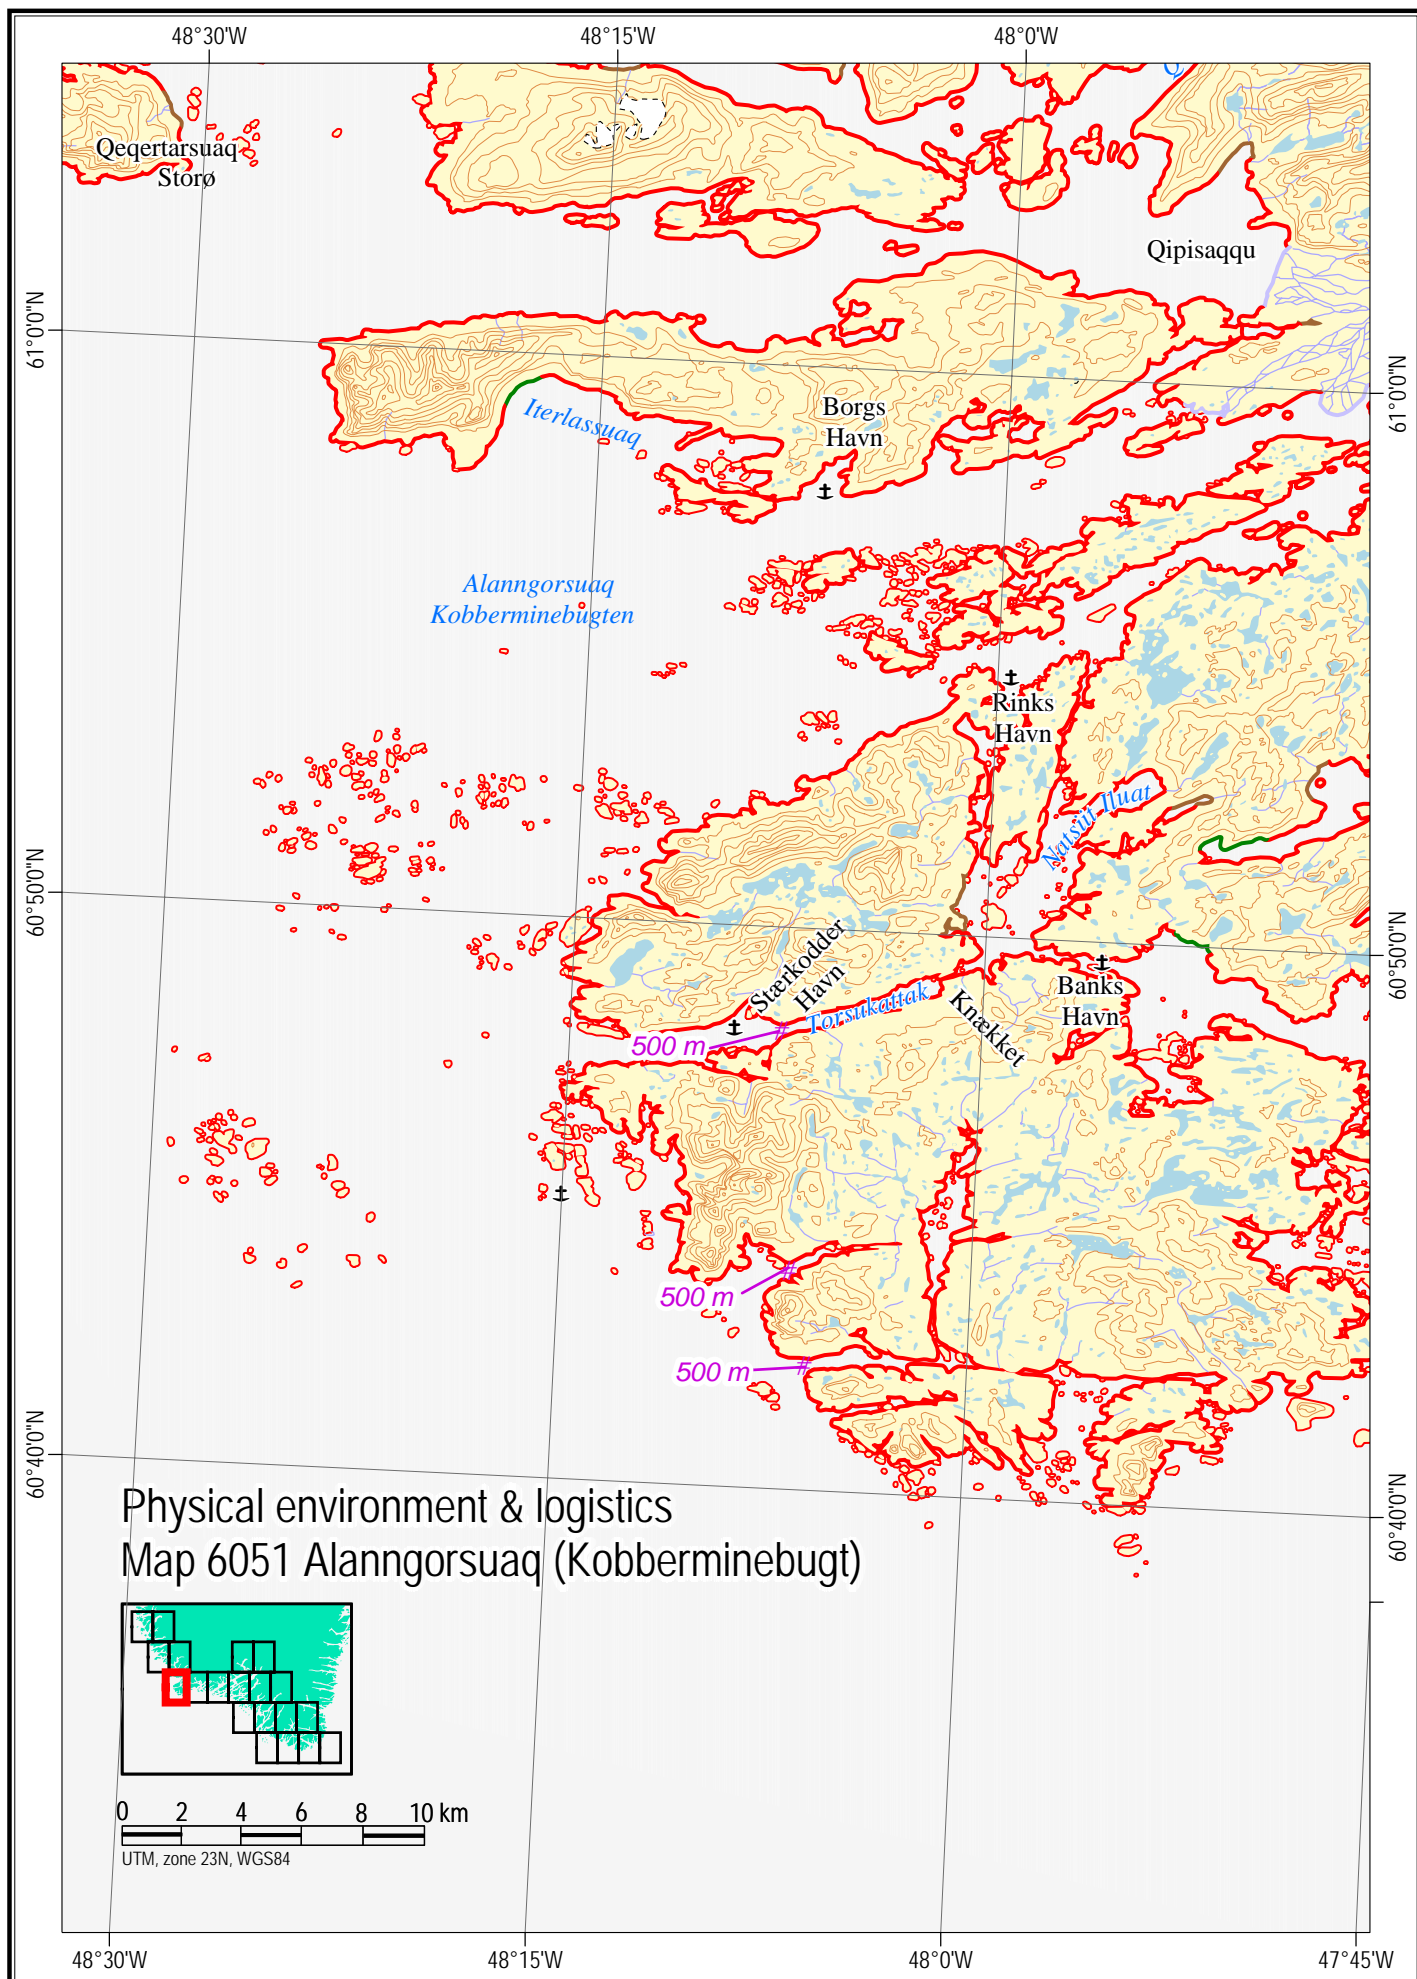 48°30'W
48°15'W
48°0'W
Q
Qeqertarsuaq
Storø
Qipisaqqu
61°0'0"N
61°0'0"N
Iterlassuaq
Borgs
Havn
Alanngorsuaq
Kobberminebugten
Rinks
Havn
Natsiit Iluat
60°50'0"N
60°50'0"N
Stærkodder
Havn
Torsukattak
Knækket
Banks
Havn
500 m
500 m
500 m
60°40'0"N
60°40'0"N
Physical environment & logistics
Map 6051 Alanngorsuaq (Kobberminebugt)
0 2 4 6 8 10 km
UTM, zone 23N, WGS84
48°30'W
48°15'W
48°0'W
47°45'W